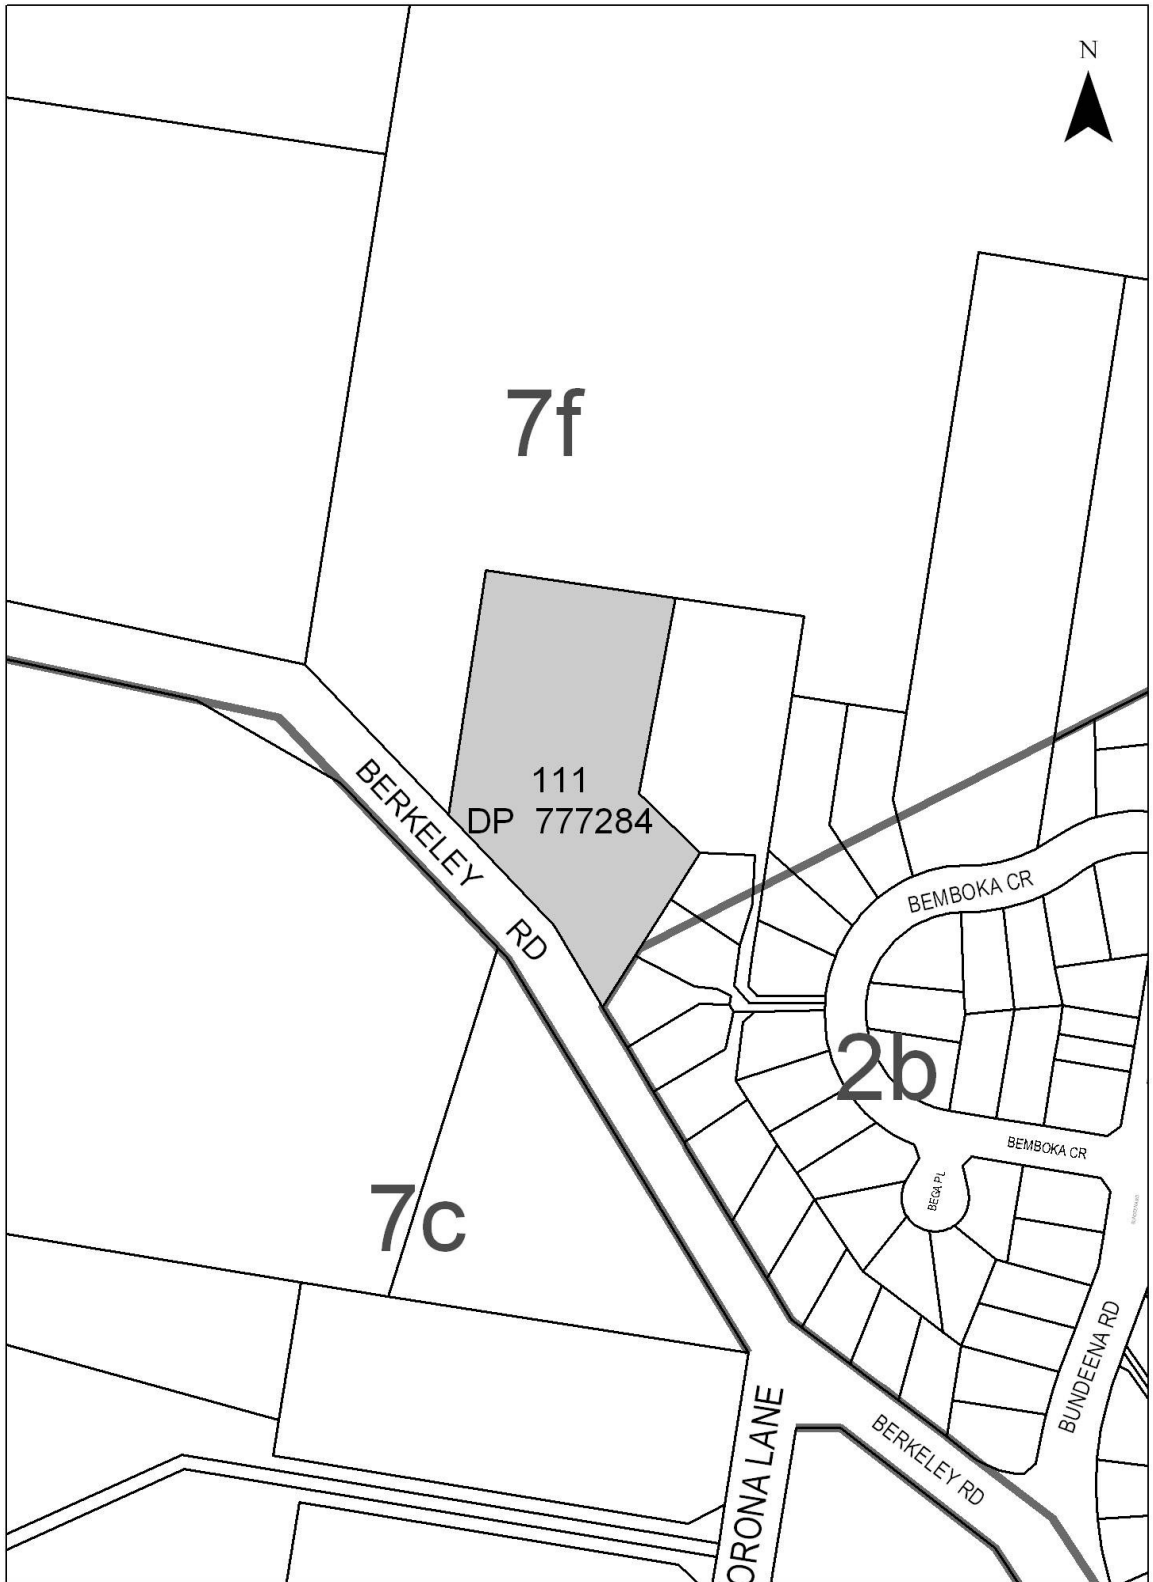 N
7f
111
DP 777284
BERKELEY
RD
BEMBOKA CR
2b
BEMBOKA CR
BEGA PL
7c
BUNDEENA RD
ORONA LANE
BERKELEY RD